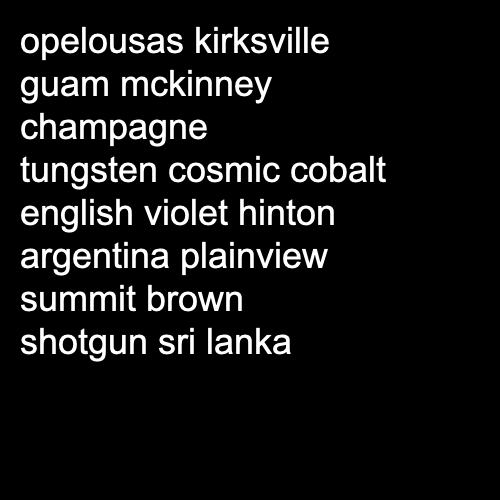 opelousas kirksville
guam mckinney
champagne
tungsten cosmic cobalt
english violet hinton
argentina plainview
summit brown
shotgun sri lanka